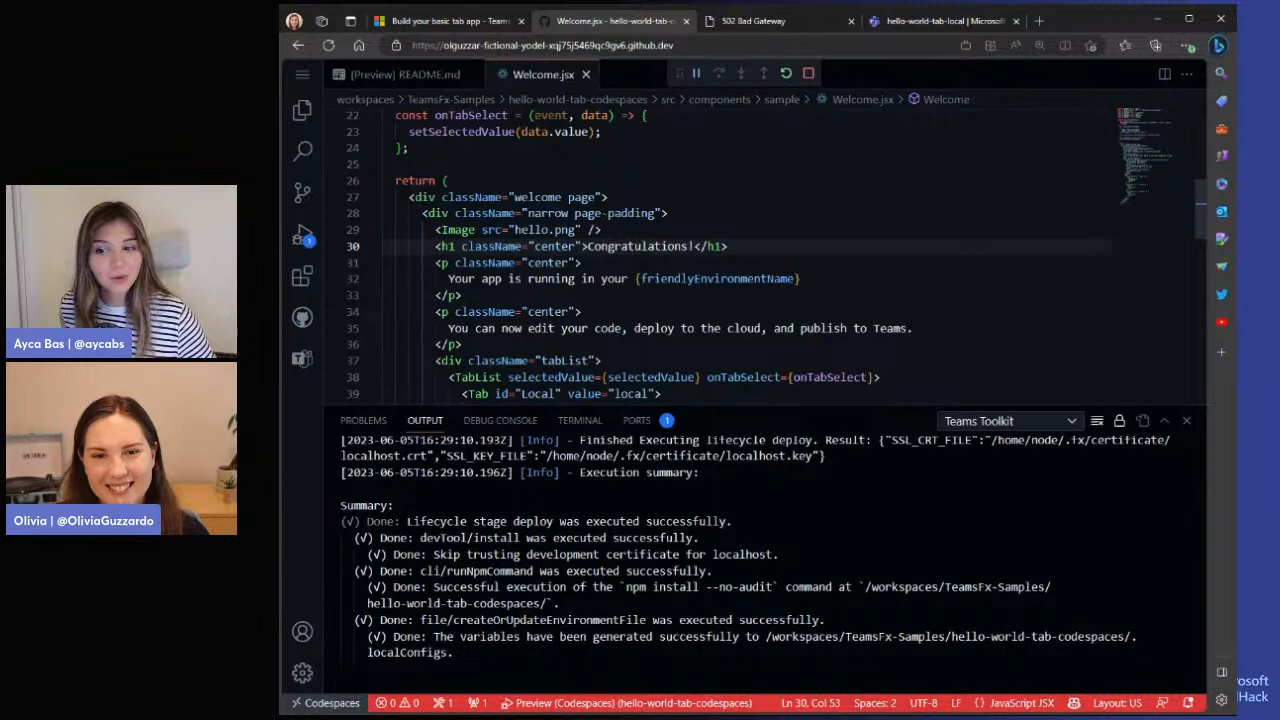 Build your basic tab app - Teams
Welcome.jsx - hello-world-tab-co
502 Bad Gateway
hello-world-tab-local | Microsoft
https://olguzzar-fictional-yodel-xqj75j5469qc9gv6.github.dev
[Preview] README.md
Welcome.jsx
workspaces > TeamsFx-Samples > hello-world-tab-codespaces > src > components > sample > Welcome.jsx > Welcome
22 const onTabSelect = (event, data) => {
23 setSelectedValue(data.value);
24 };
25
26 return (
27 <div className="welcome page">
28 <div className="narrow page-padding">
29 <Image src="hello.png" />
30 <h1 className="center">Congratulations!</h1>
31 <p className="center">
32 Your app is running in your {friendlyEnvironmentName}
33 </p>
34 <p className="center">
35 You can now edit your code, deploy to the cloud, and publish to Teams.
36 </p>
37 <div className="tabList">
38 <TabList selectedValue={selectedValue} onTabSelect={onTabSelect}>
39 <Tab id="Local" value="local">
1
PROBLEMS OUTPUT DEBUG CONSOLE TERMINAL PORTS 1
Teams Toolkit
[2023-06-05T16:29:10.193Z] [Info] - Finished Executing lifecycle deploy. Result: {"SSL_CRT_FILE":"/home/node/.fx/certificate/
localhost.crt","SSL_KEY_FILE":"/home/node/.fx/certificate/localhost.key"}
[2023-06-05T16:29:10.196Z] [Info] - Execution summary:
Summary:
(√) Done: Lifecycle stage deploy was executed successfully.
(√) Done: devTool/install was executed successfully.
(√) Done: Skip trusting development certificate for localhost.
(√) Done: cli/runNpmCommand was executed successfully.
(√) Done: Successful execution of the `npm install --no-audit` command at `/workspaces/TeamsFx-Samples/
hello-world-tab-codespaces/`.
(√) Done: file/createOrUpdateEnvironmentFile was executed successfully.
(√) Done: The variables have been generated successfully to /workspaces/TeamsFx-Samples/hello-world-tab-codespaces/.
localConfigs.
Codespaces 0 0 1 1 Preview (Codespaces) (hello-world-tab-codespaces) Ln 30, Col 53 Spaces: 2 UTF-8 LF {} JavaScript JSX Layout: US
Ayca Bas | @aycabs
Olivia | @OliviaGuzzardo
rosoft
Hack